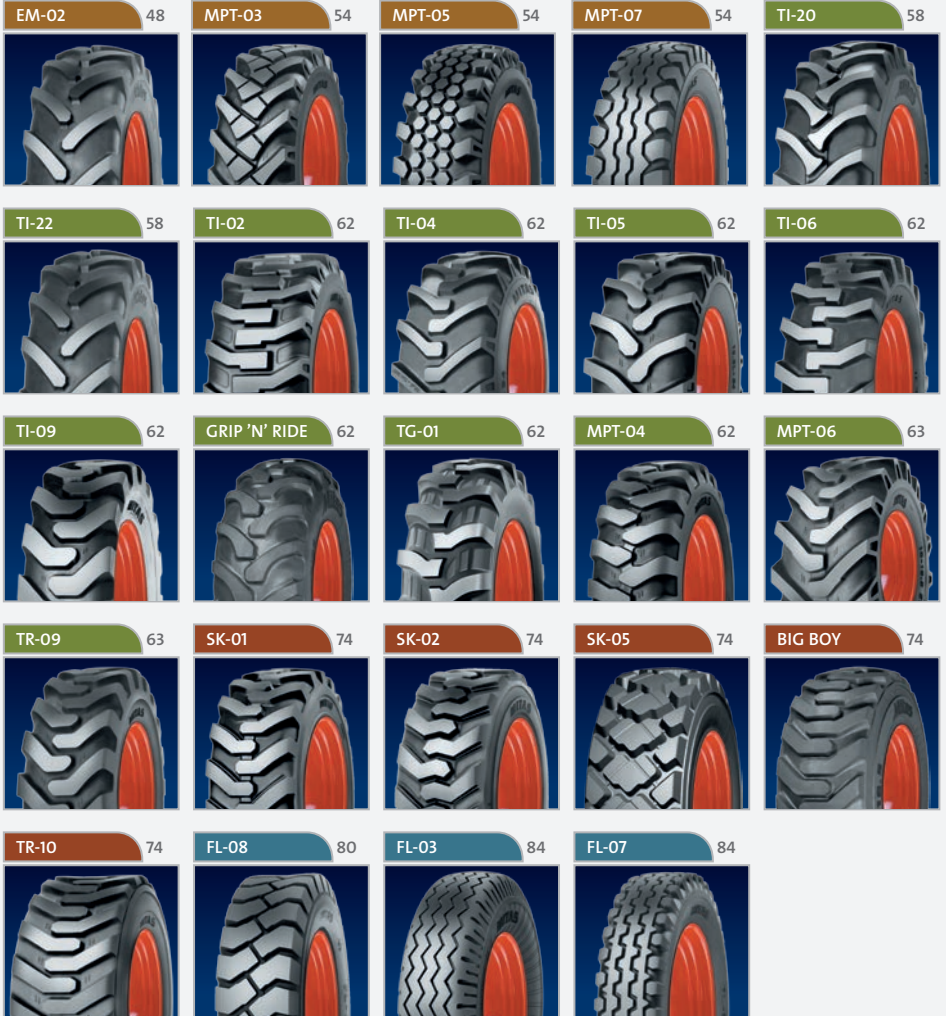 EM-02 48 MPT-03 54 MPT-05 54 MPT-07 54 TI-20 58
TI-22 58 TI-02 62 TI-04 62 TI-05 62 TI-06 62
TI-09 62 GRIP 'N' RIDE 62 TG-01 62 MPT-04 62 MPT-06 63
MITAS
TR-09 63 SK-01 74 SK-02 74 SK-05 74 BIG BOY 74
TR-10 74 FL-08 80 FL-03 84 FL-07 84
MITAS MITAS